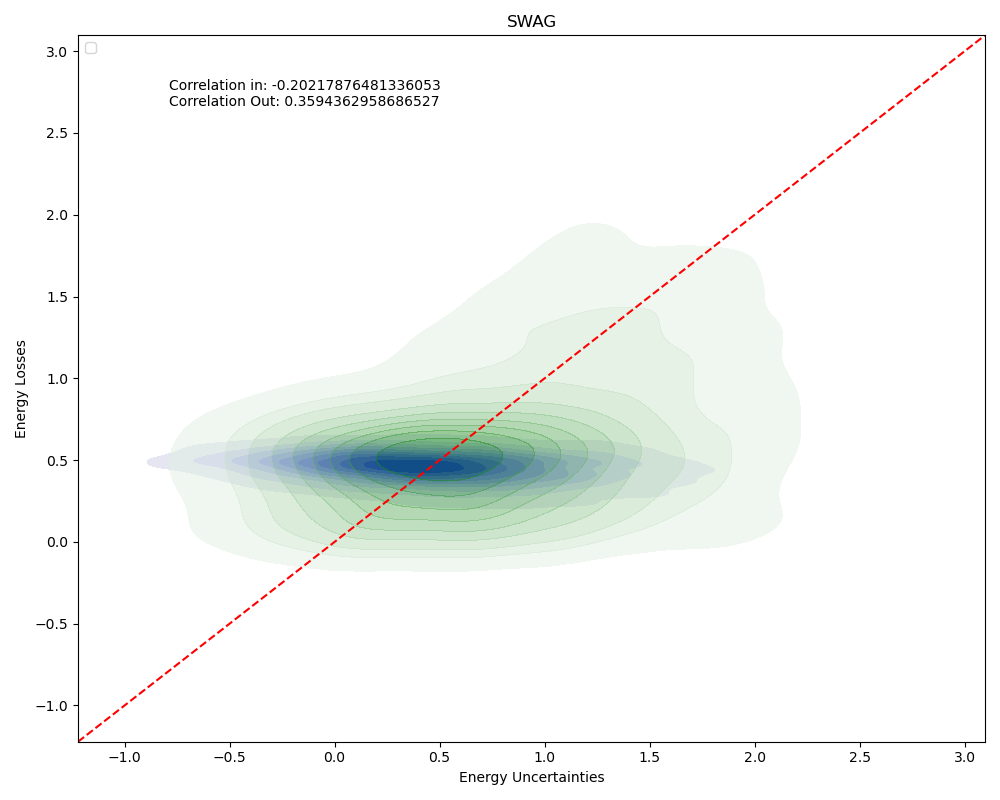 SWAG
Correlation in: -0.20217876481336053
Correlation Out: 0.3594362958686527
Energy Losses
3.0
2.5
2.0
1.5
1.0
0.5
0.0
−0.5
−1.0
−1.0 −0.5 0.0 0.5 1.0 1.5 2.0 2.5 3.0
Energy Uncertainties